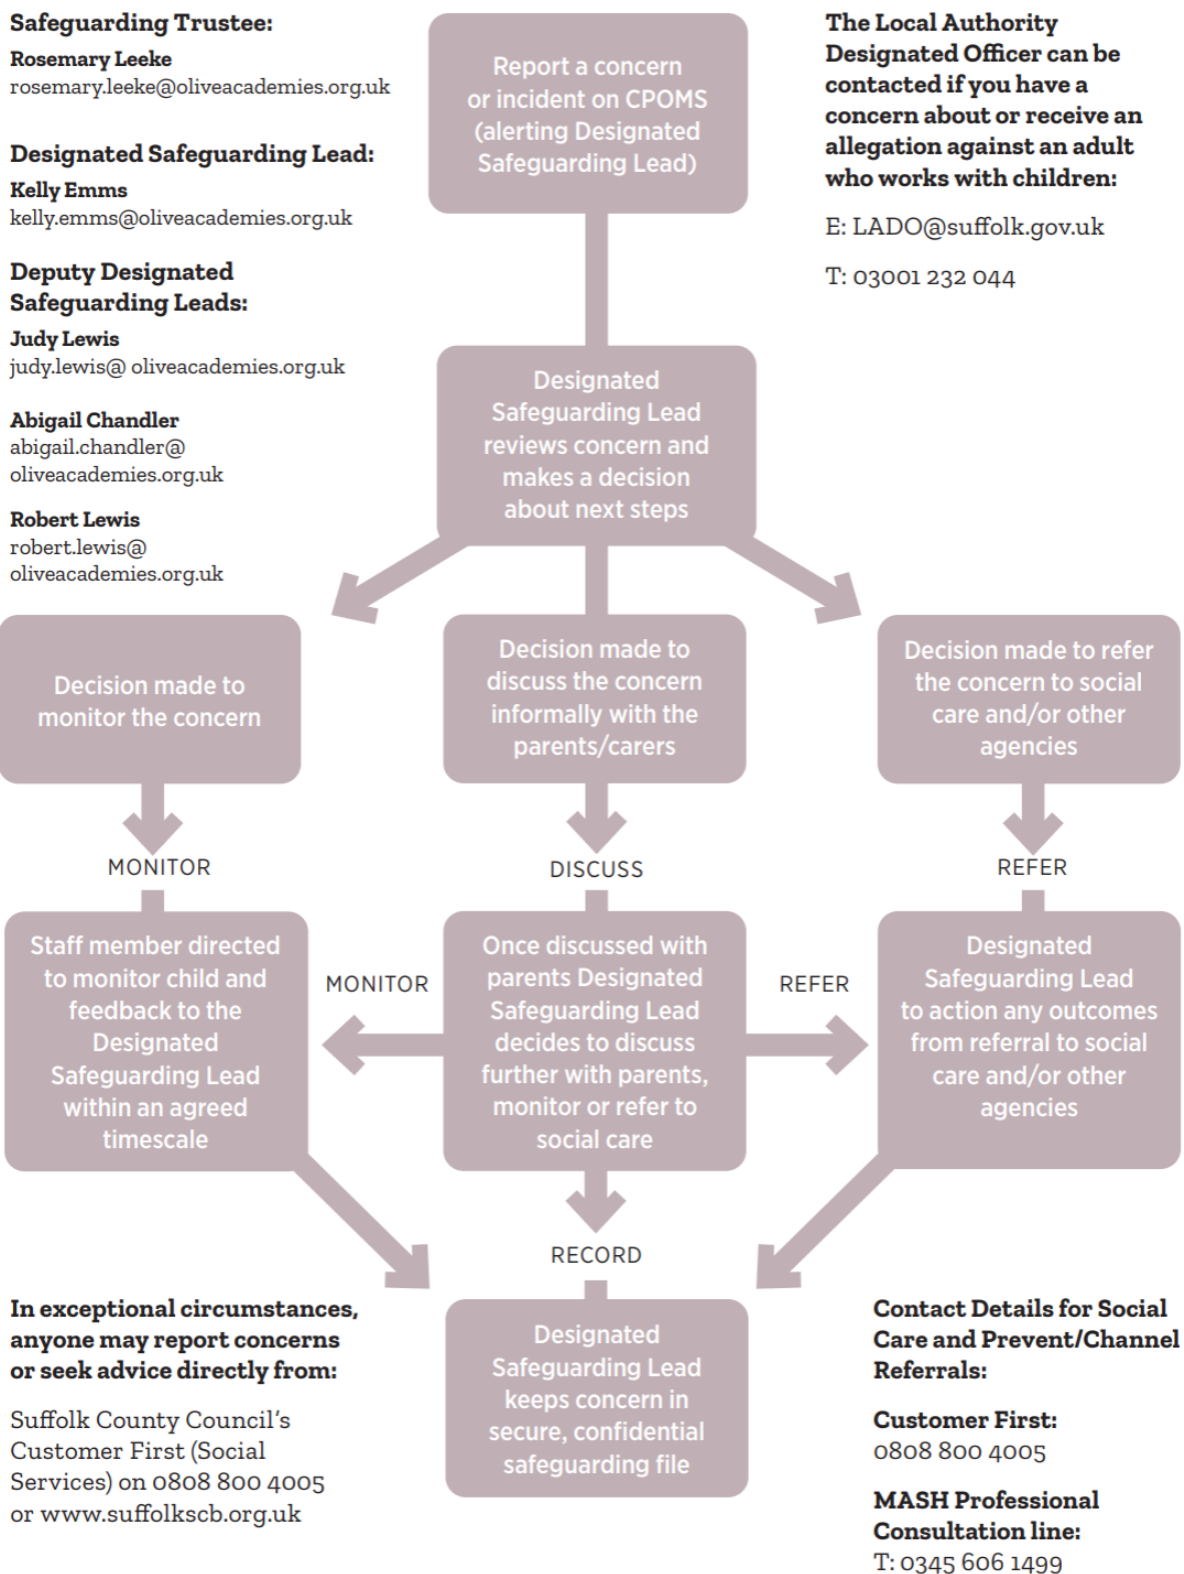 Safeguarding Trustee:
Rosemary Leeke
rosemary.leeke@oliveacademies.org.uk
Designated Safeguarding Lead:
Kelly Emms
kelly.emms@oliveacademies.org.uk
Deputy Designated
Safeguarding Leads:
Judy Lewis
judy.lewis@ oliveacademies.org.uk
Abigail Chandler
abigail.chandler@
oliveacademies.org.uk
Robert Lewis
robert.lewis@
oliveacademies.org.uk
Report a concern
or incident on CPOMS
(alerting Designated
Safeguarding Lead)
The Local Authority
Designated Officer can be
contacted if you have a
concern about or receive an
allegation against an adult
who works with children:
E: LADO@suffolk.gov.uk
T: 03001 232 044
Designated
Safeguarding Lead
reviews concern and
makes a decision
about next steps
Decision made to
monitor the concern
Decision made to
discuss the concern
informally with the
parents/carers
Decision made to refer
the concern to social
care and/or other
agencies
MONITOR
DISCUSS
REFER
Staff member directed
to monitor child and
feedback to the
Designated
Safeguarding Lead
within an agreed
timescale
MONITOR
Once discussed with
parents Designated
Safeguarding Lead
decides to discuss
further with parents,
monitor or refer to
social care
REFER
Designated
Safeguarding Lead
to action any outcomes
from referral to social
care and/or other
agencies
RECORD
In exceptional circumstances,
anyone may report concerns
or seek advice directly from:
Suffolk County Council's
Customer First (Social
Services) on 0808 800 4005
or www.suffolkscb.org.uk
Designated
Safeguarding Lead
keeps concern in
secure, confidential
safeguarding file
Contact Details for Social
Care and Prevent/Channel
Referrals:
Customer First:
0808 800 4005
MASH Professional
Consultation line:
T: 0345 606 1499